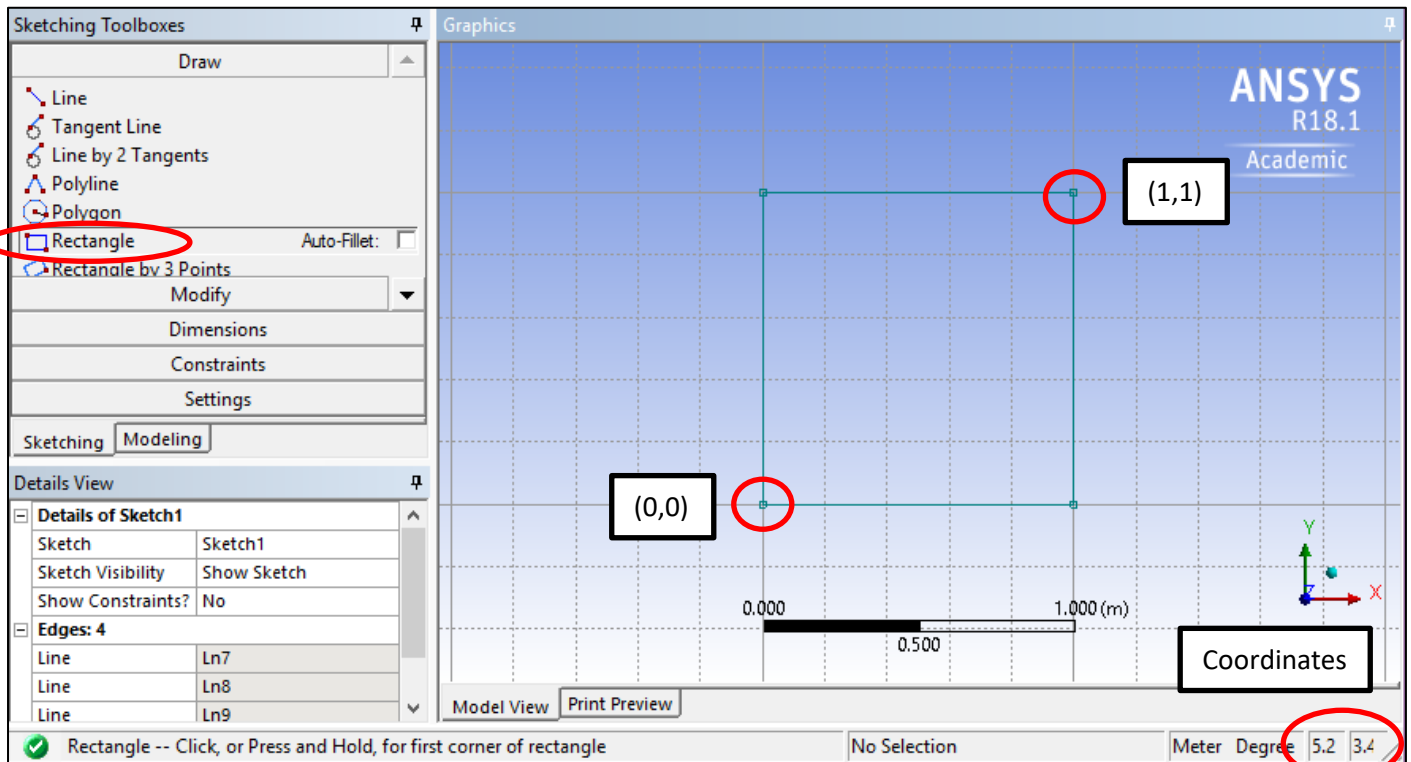 Sketching Toolboxes
Draw
Line
Tangent Line
Line by 2 Tangents
Polyline
Polygon
Rectangle Auto-Fillet:
Rectangle by 3 Points
Modify
Dimensions
Constraints
Settings
Sketching Modeling
Details View
Details of Sketch1
Sketch Sketch1
Sketch Visibility Show Sketch
Show Constraints? No
Edges: 4
Line Ln7
Line Ln8
Line Ln9
Graphics
ANSYS
R18.1
Academic
(1,1)
(0,0)
Y
Z X
0.000 1.000 (m)
0.500
Coordinates
Model View Print Preview
Rectangle -- Click, or Press and Hold, for first corner of rectangle No Selection Meter Degree 5.2 3.4